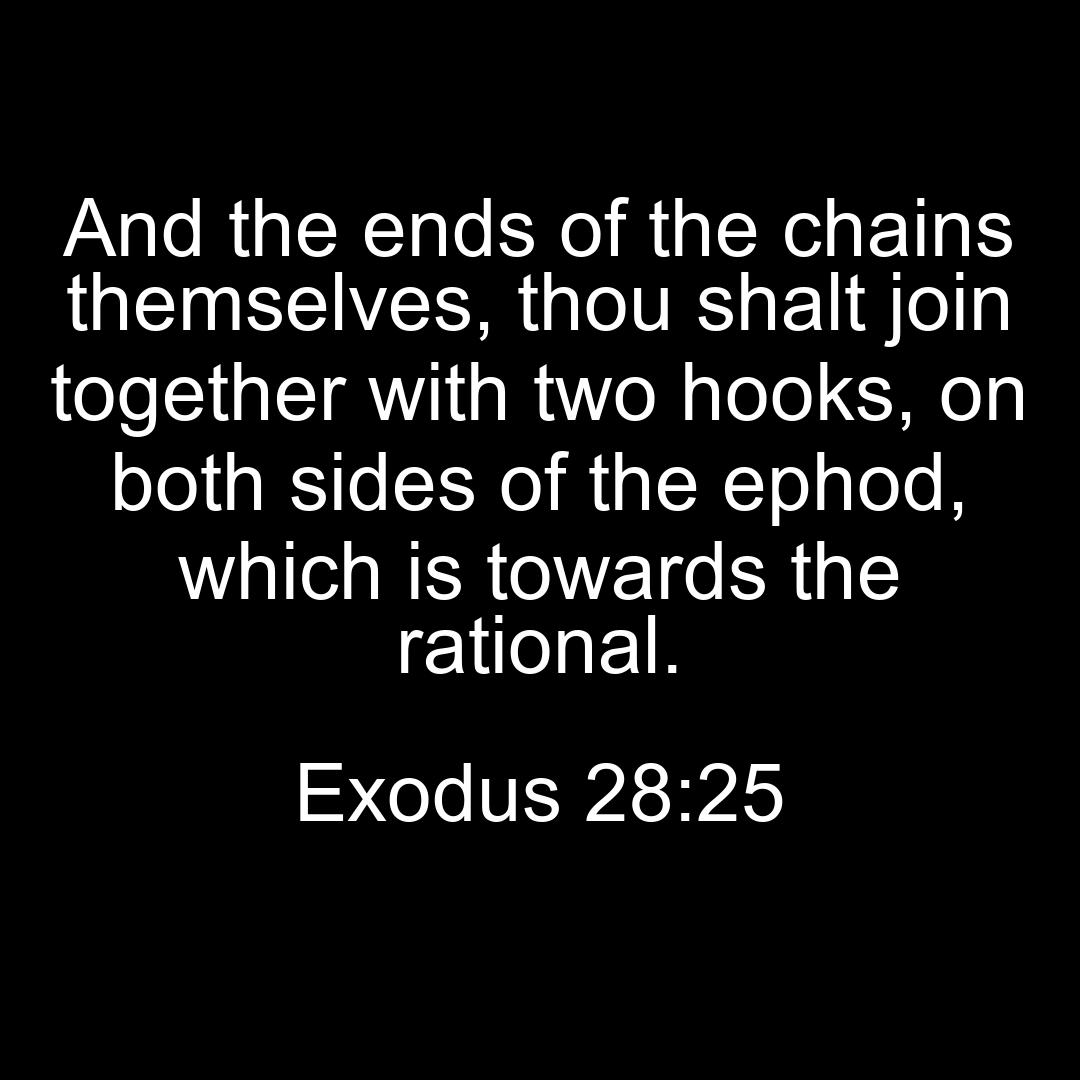 And the ends of the chains
themselves, thou shalt join
together with two hooks, on
both sides of the ephod,
which is towards the
rational.
Exodus 28:25